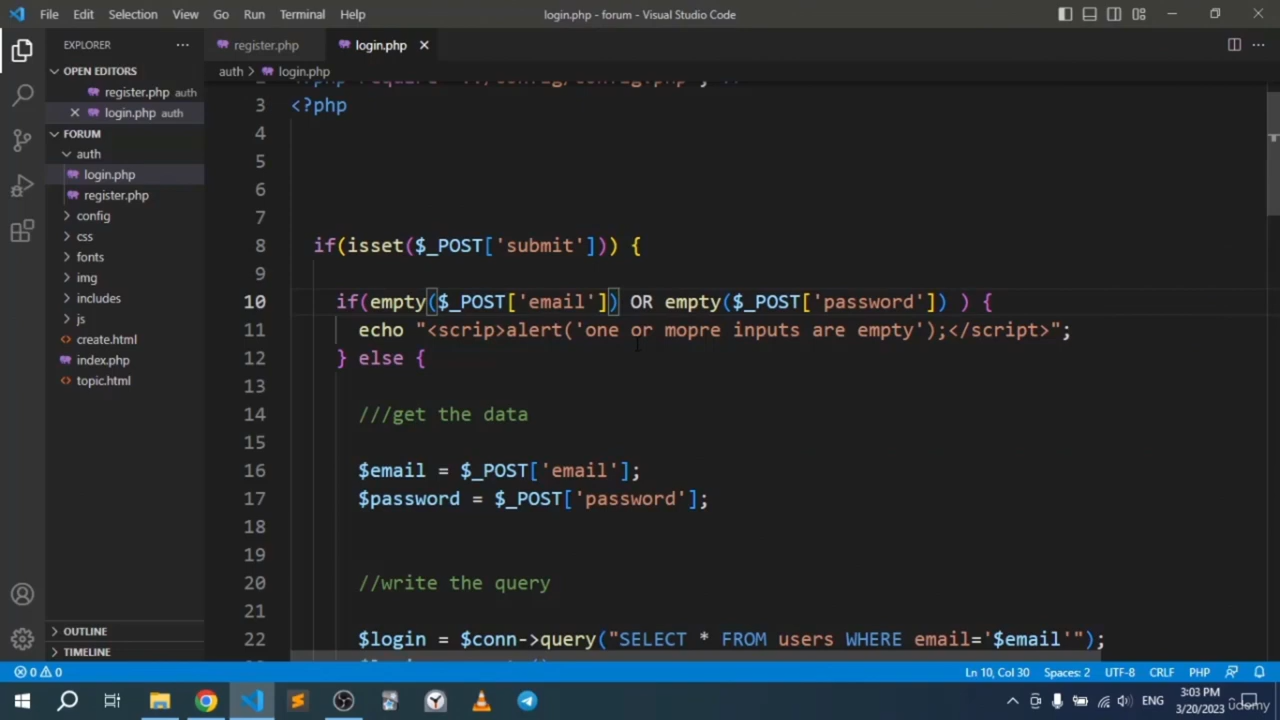 File Edit Selection View Go Run Terminal Help login.php - forum - Visual Studio Code
EXPLORER ···
register.php login.php
OPEN EDITORS
auth > login.php
register.php auth
login.php auth
FORUM
auth
login.php
register.php
config
css
fonts
img
includes
js
create.html
index.php
topic.html
OUTLINE
TIMELINE
3 <?php
4
5
6
7
8 if(isset($_POST['submit'])) {
9
10 if(empty($_POST['email']) OR empty($_POST['password']) ) {
11 echo "<scrip>alert('one or mopre inputs are empty');</script>";
12 } else {
13
14 ///get the data
15
16 $email = $_POST['email'];
17 $password = $_POST['password'];
18
19
20 //write the query
21
22 $login = $conn->query("SELECT * FROM users WHERE email='$email'");
0 0 Ln 10, Col 30 Spaces: 2 UTF-8 CRLF PHP
ENG 3:03 PM
3/20/2023
udemy